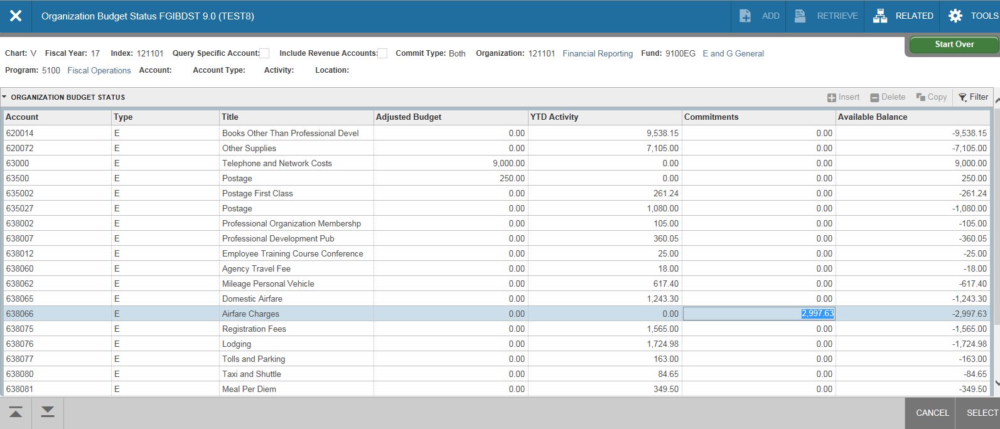 Organization Budget Status FGIBDST 9.0 (TEST8) ADD RETRIEVE RELATED TOOLS
Start Over
Chart: V Fiscal Year: 17 Index: 121101 Query Specific Account: Include Revenue Accounts: Commit Type: Both Organization: 121101 Financial Reporting Fund: 9100EG E and G General
Program: 5100 Fiscal Operations Account: Account Type: Activity: Location:
ORGANIZATION BUDGET STATUS Insert Delete Copy Filter
Account Type Title Adjusted Budget YTD Activity Commitments Available Balance
620014 E Books Other Than Professional Devel 0.00 9,538.15 0.00 -9,538.15
620072 E Other Supplies 0.00 7,105.00 0.00 -7,105.00
63000 E Telephone and Network Costs 9,000.00 0.00 0.00 9,000.00
63500 E Postage 250.00 0.00 0.00 250.00
635002 E Postage First Class 0.00 261.24 0.00 -261.24
635027 E Postage 0.00 1,080.00 0.00 -1,080.00
638002 E Professional Organization Membershp 0.00 105.00 0.00 -105.00
638007 E Professional Development Pub 0.00 360.05 0.00 -360.05
638012 E Employee Training Course Conference 0.00 25.00 0.00 -25.00
638060 E Agency Travel Fee 0.00 18.00 0.00 -18.00
638062 E Mileage Personal Vehicle 0.00 617.40 0.00 -617.40
638065 E Domestic Airfare 0.00 1,243.30 0.00 -1,243.30
638066 E Airfare Charges 0.00 0.00 2,997.63 -2,997.63
638075 E Registration Fees 0.00 1,565.00 0.00 -1,565.00
638076 E Lodging 0.00 1,724.98 0.00 -1,724.98
638077 E Tolls and Parking 0.00 163.00 0.00 -163.00
638080 E Taxi and Shuttle 0.00 84.65 0.00 -84.65
638081 E Meal Per Diem 0.00 349.50 0.00 -349.50
CANCEL SELECT